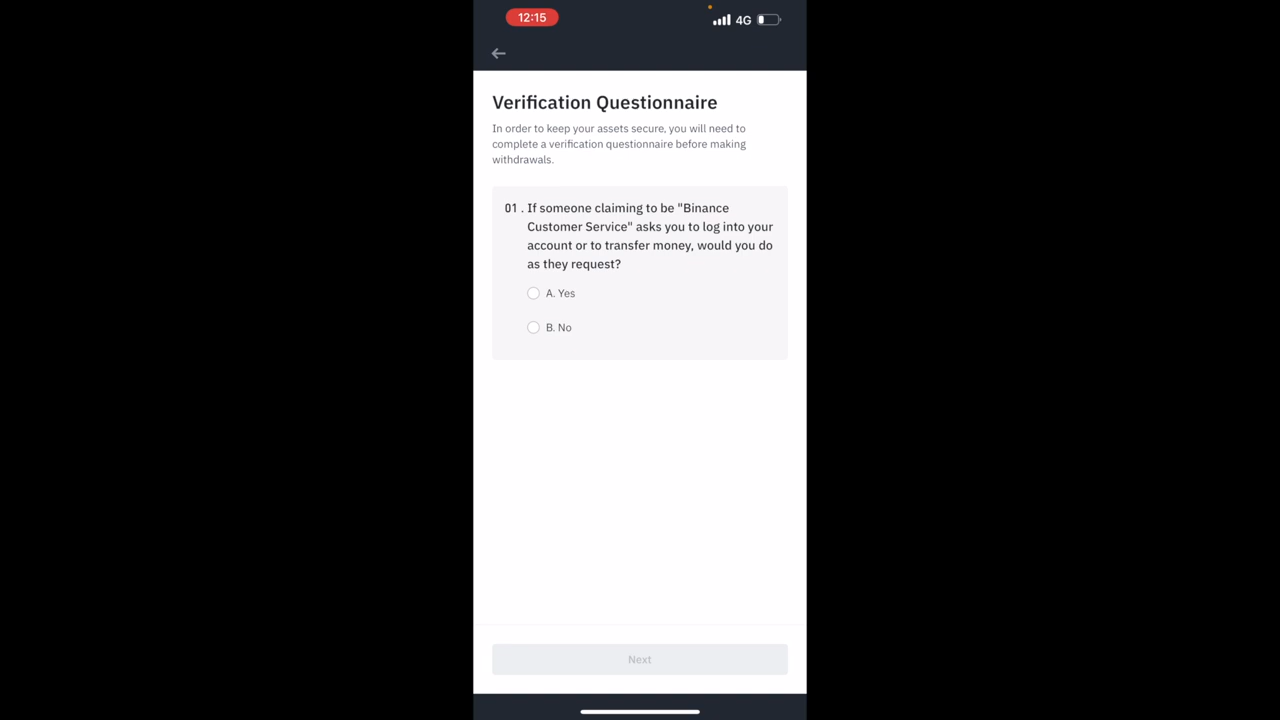 12:15
4G
Verification Questionnaire
In order to keep your assets secure, you will need to
complete a verification questionnaire before making
withdrawals.
01 . If someone claiming to be "Binance
Customer Service" asks you to log into your
account or to transfer money, would you do
as they request?
A. Yes
B. No
Next